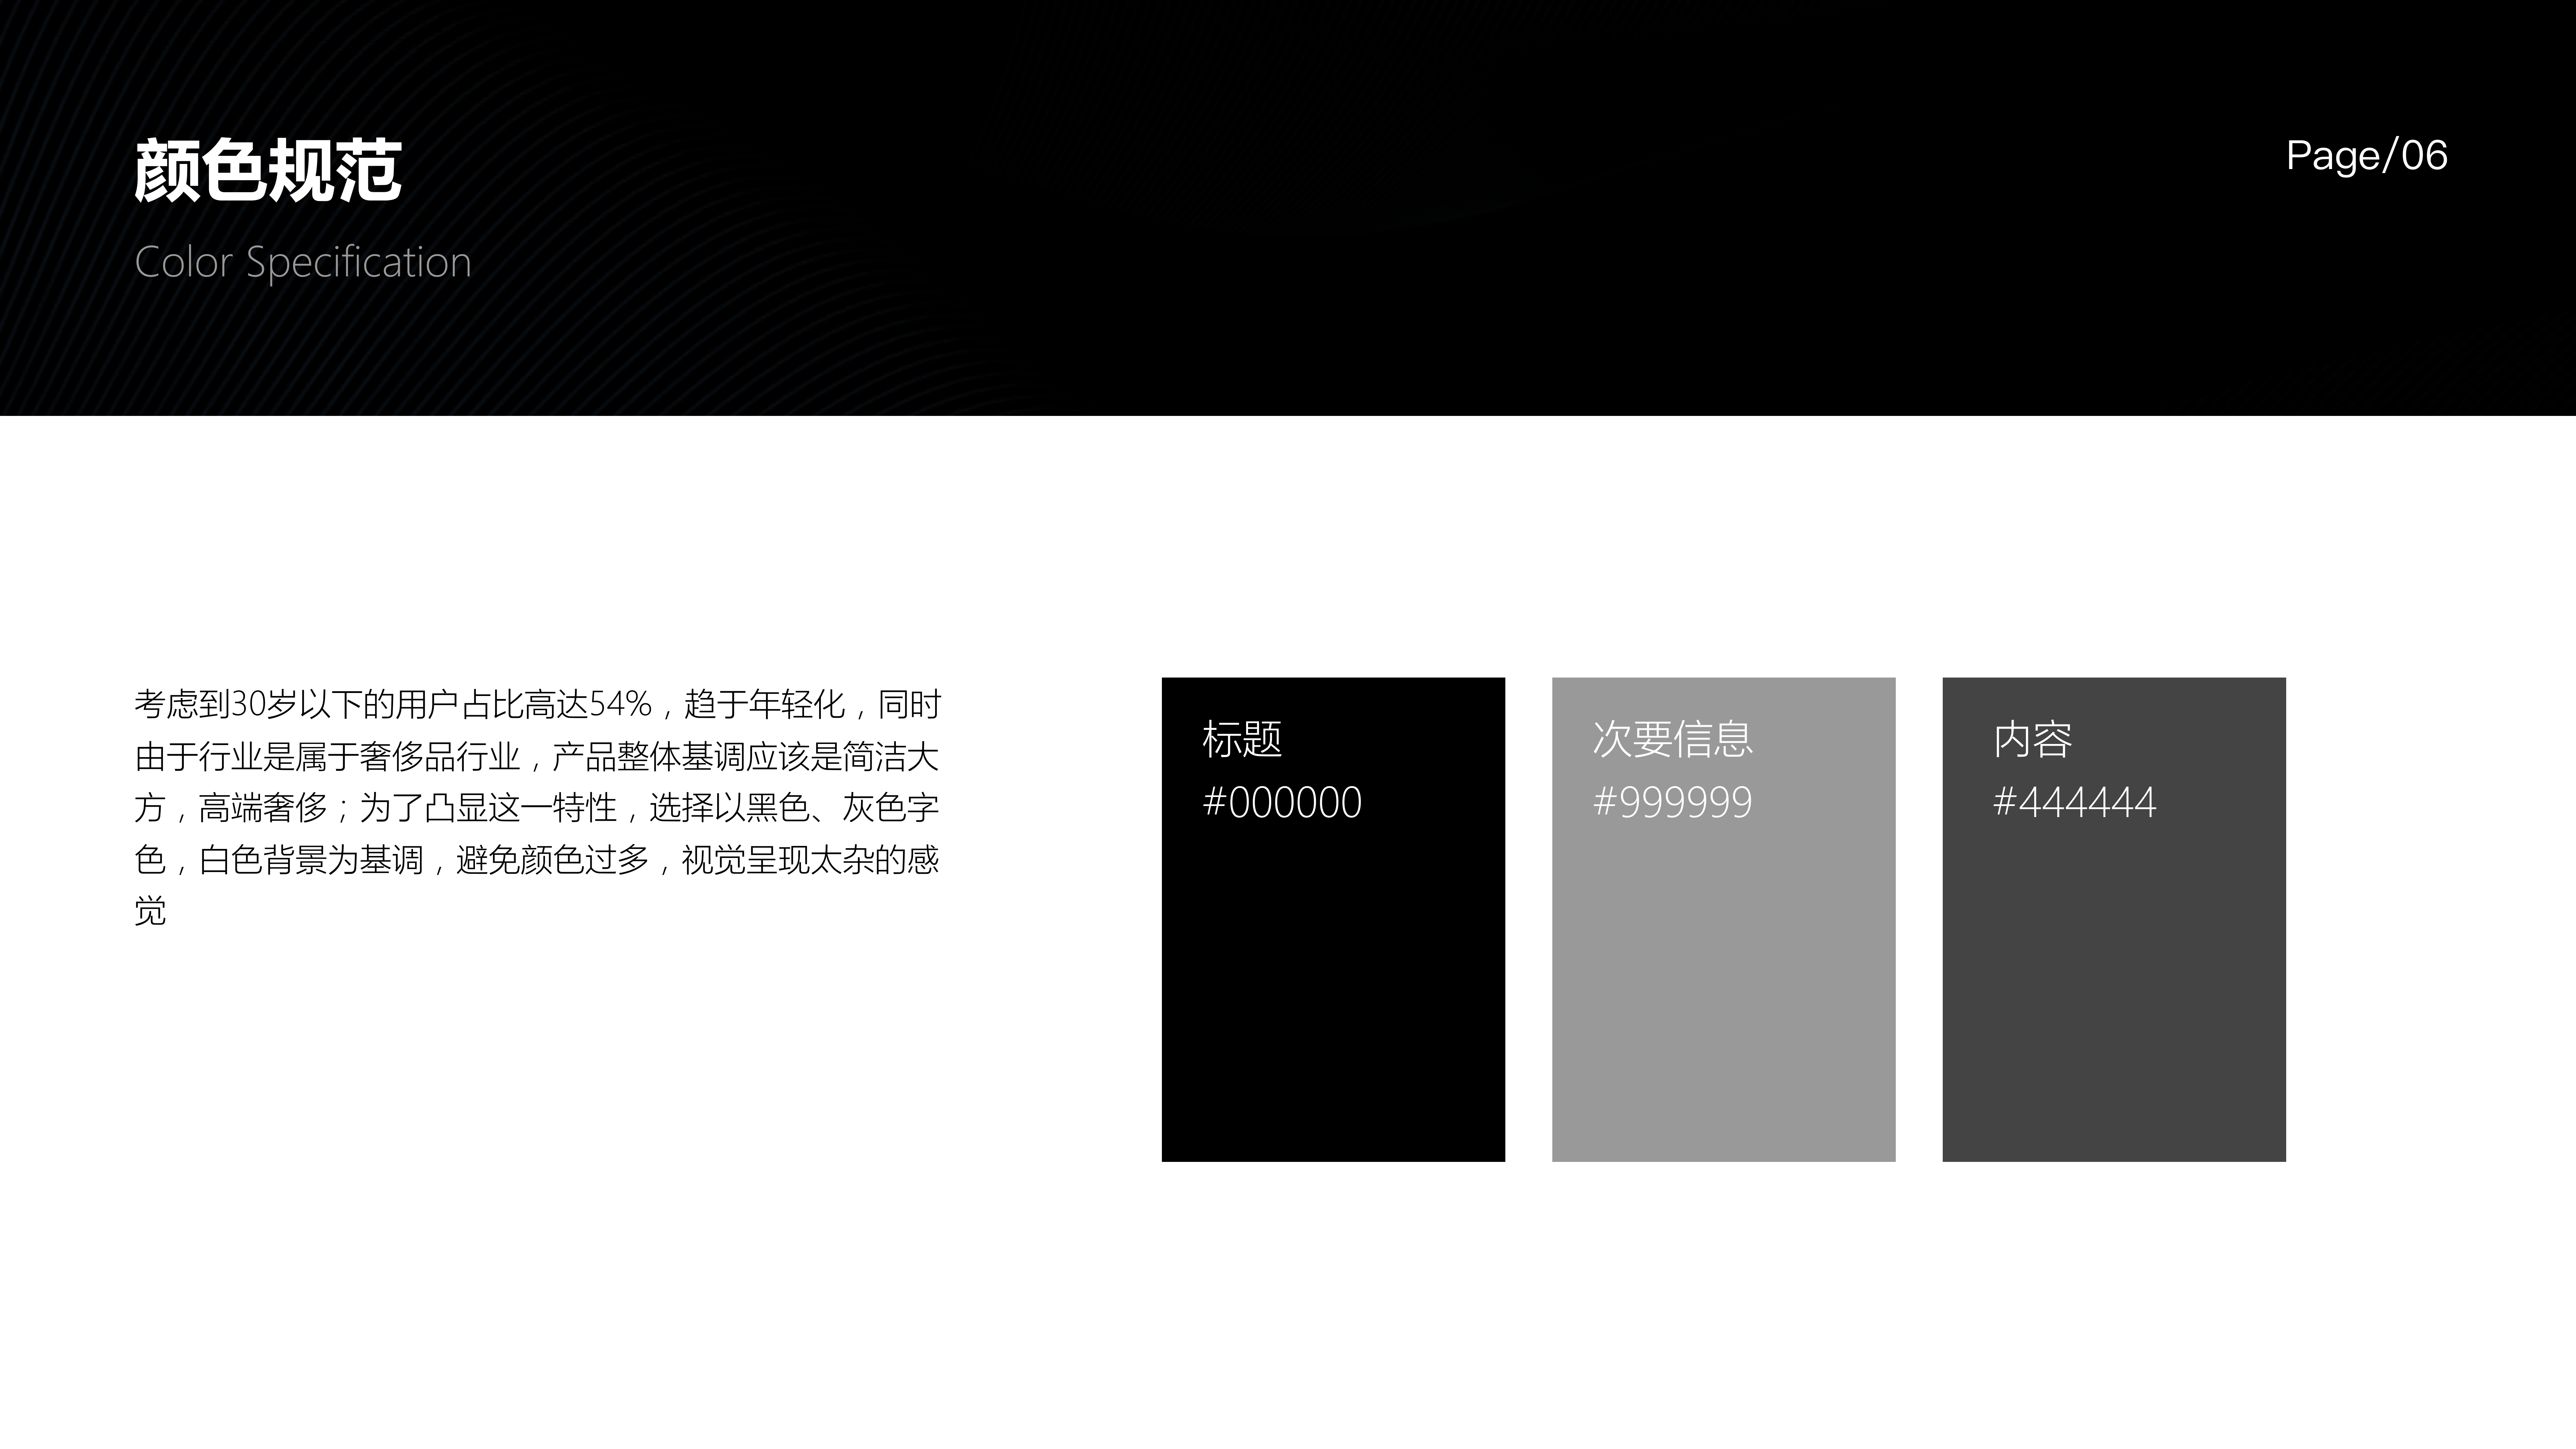 颜色规范
Color Specification
Page/06
考虑到30岁以下的用户占比高达54%，趋于年轻化，同时
由于行业是属于奢侈品行业，产品整体基调应该是简洁大
方，高端奢侈；为了凸显这一特性，选择以黑色、灰色字
色，白色背景为基调，避免颜色过多，视觉呈现太杂的感
觉
标题
#000000
次要信息
#999999
内容
#444444